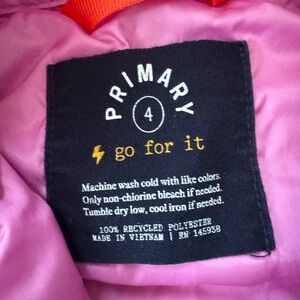 PRIMARY
4
go for it
Machine wash cold with like colors.
Only non-chlorine bleach if needed.
Tumble dry low, cool iron if needed.
100% RECYCLED POLYESTER
MADE IN VIETNAM | RN 145938